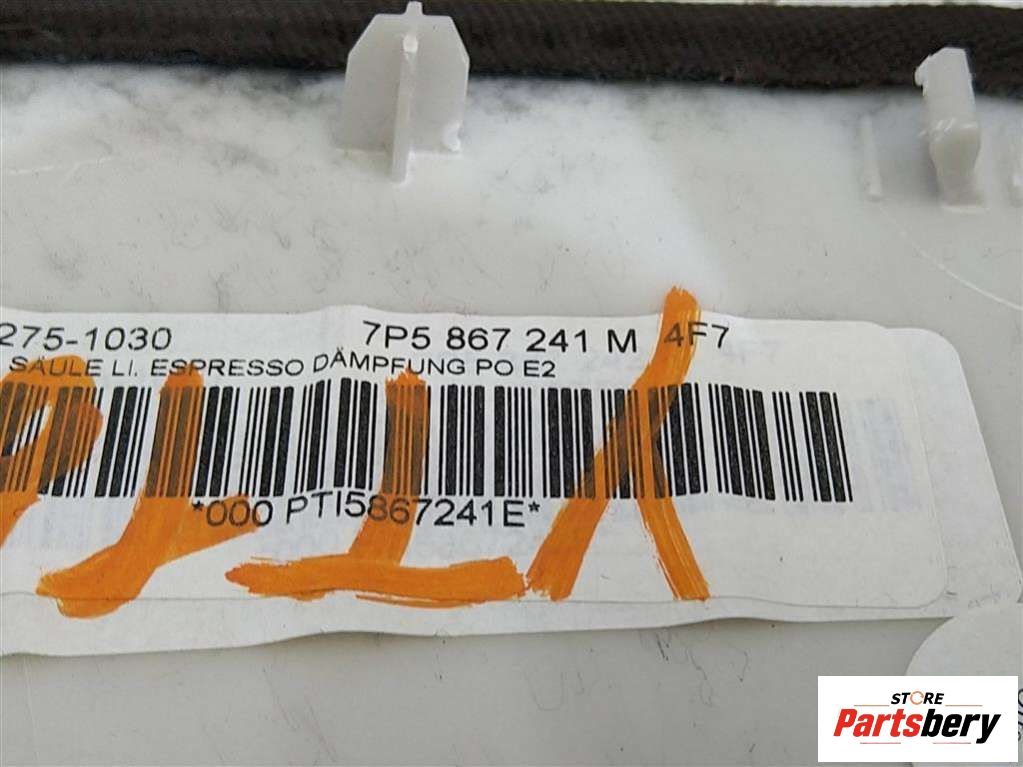 275-1030 7P5 867 241 M 4F7
SÄULE LI. ESPRESSO DÄMPFUNG PO E2
*000 PTI5867241E*
STORE
Partsbery